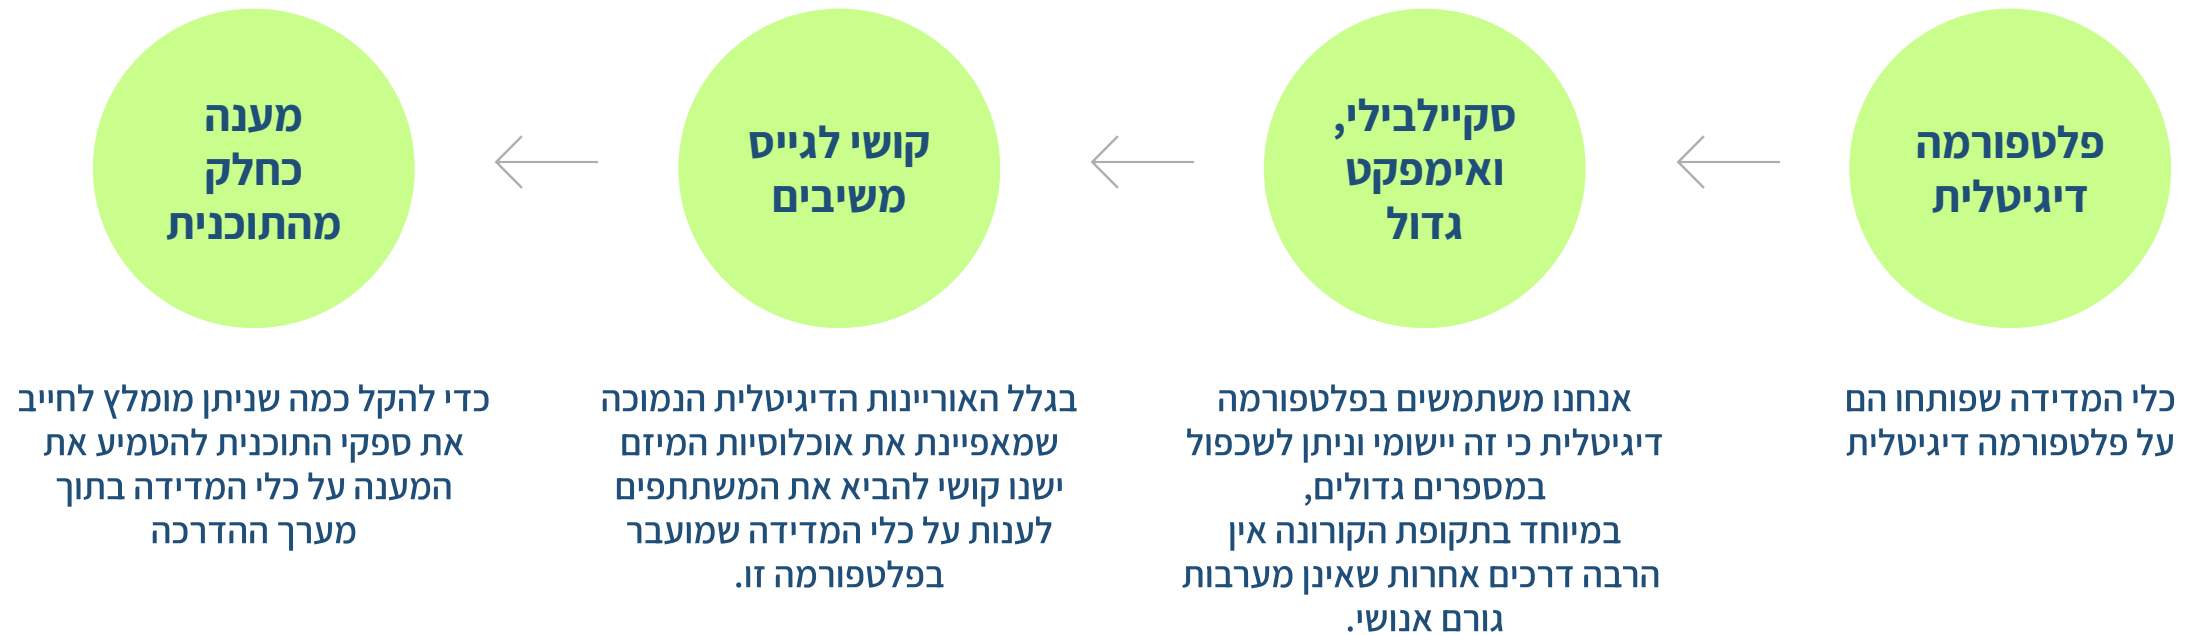 פלטפורמה
דיגיטלית
כלי המדידה שפותחו הם
על פלטפורמה דיגיטלית
סקיילבילי,
ואימפקט
גדול
אנחנו משתמשים בפלטפורמה
דיגיטלית כי זה יישומי וניתן לשכפול
במספרים גדולים,
במיוחד בתקופת הקורונה אין
הרבה דרכים אחרות שאינן מערבות
גורם אנושי.
קושי לגייס
משיבים
בגלל האוריינות הדיגיטלית הנמוכה
שמאפיינת את אוכלוסיות המיזם
ישנו קושי להביא את המשתתפים
לענות על כלי המדידה שמועבר
בפלטפורמה זו.
מענה
כחלק
מהתוכנית
כדי להקל כמה שניתן מומלץ לחייב
את ספקי התוכנית להטמיע את
המענה על כלי המדידה בתוך
מערך ההדרכה